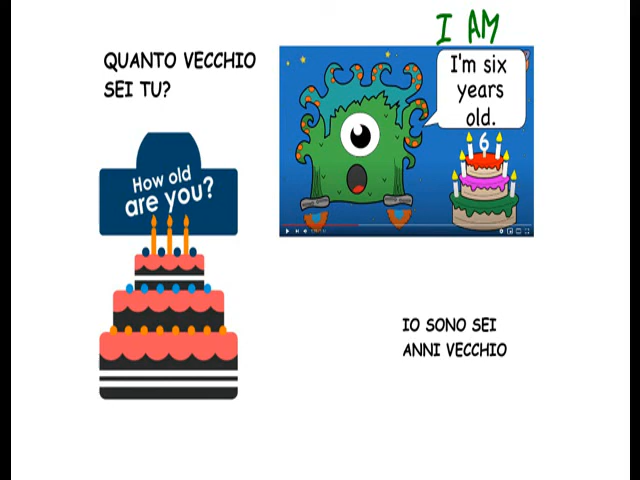 I AM
QUANTO VECCHIO
SEI TU?
I'm six
years
old.
6
How old
are you?
IO SONO SEI
ANNI VECCHIO